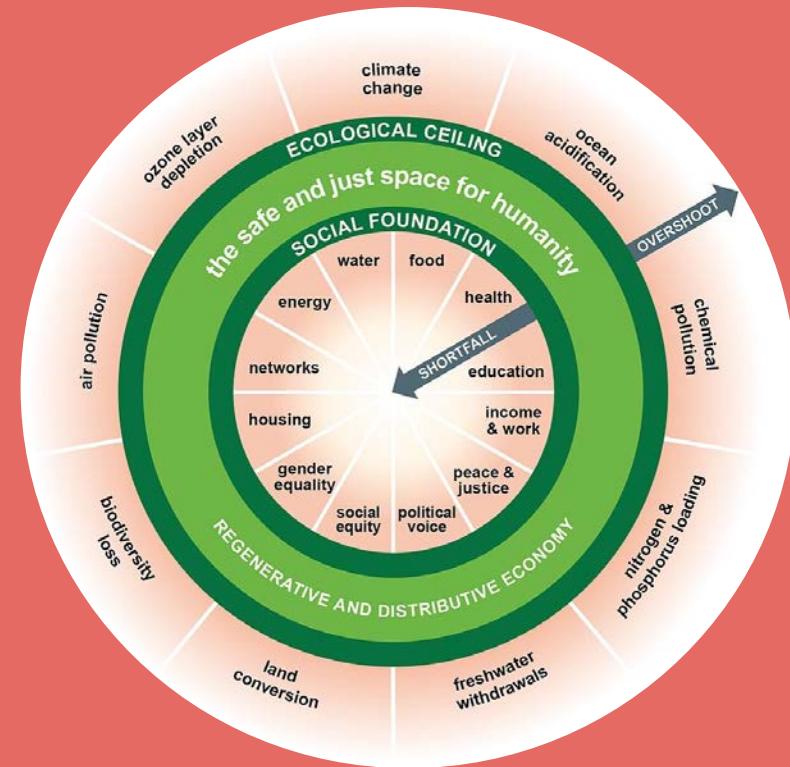 climate
change
ocean
acidification
OVERSHOOT
chemical
pollution
nitrogen &
phosphorus loading
freshwater
withdrawals
land
conversion
biodiversity
loss
air pollution
ozone layer
depletion
ECOLOGICAL CEILING
the safe and just space for humanity
SOCIAL FOUNDATION
water
food
health
SHORTFALL
education
income
& work
peace &
justice
political
voice
social
equity
gender
equality
housing
networks
energy
REGENERATIVE AND DISTRIBUTIVE ECONOMY